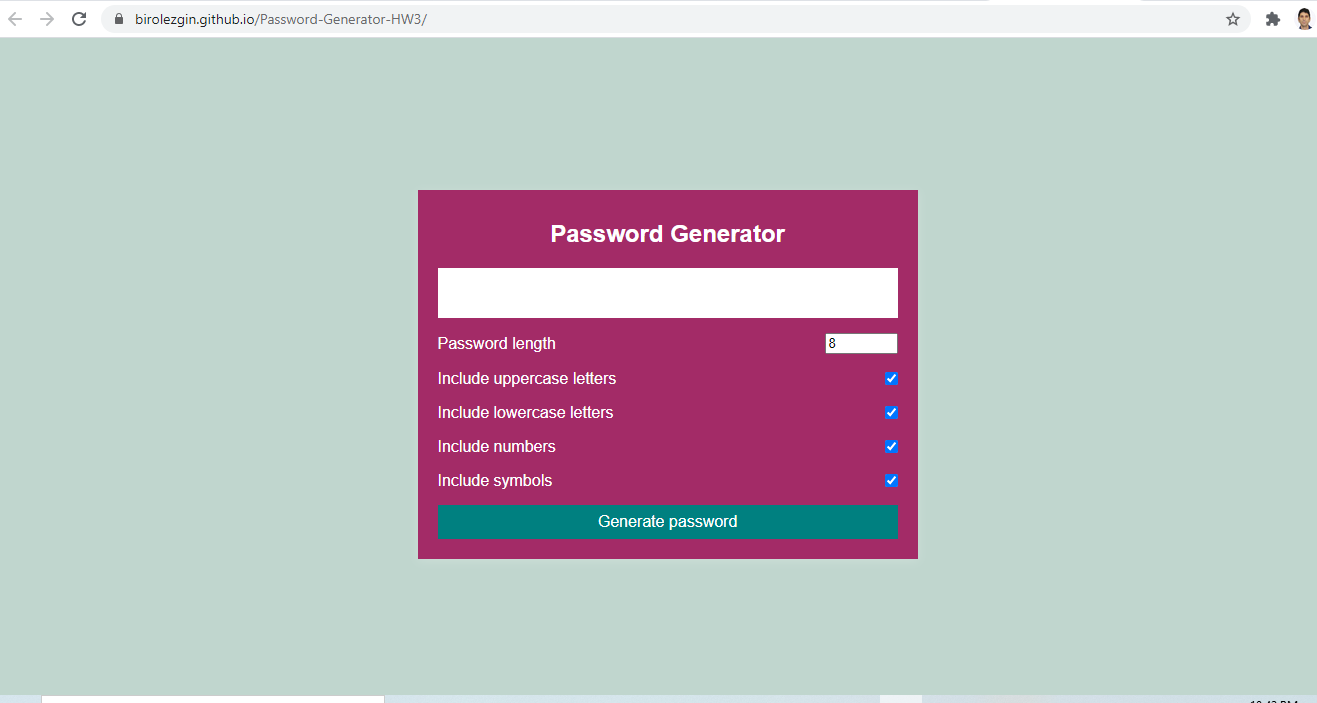 birolezgin.github.io/Password-Generator-HW3/
Password Generator
Password length 8
Include uppercase letters
Include lowercase letters
Include numbers
Include symbols
Generate password